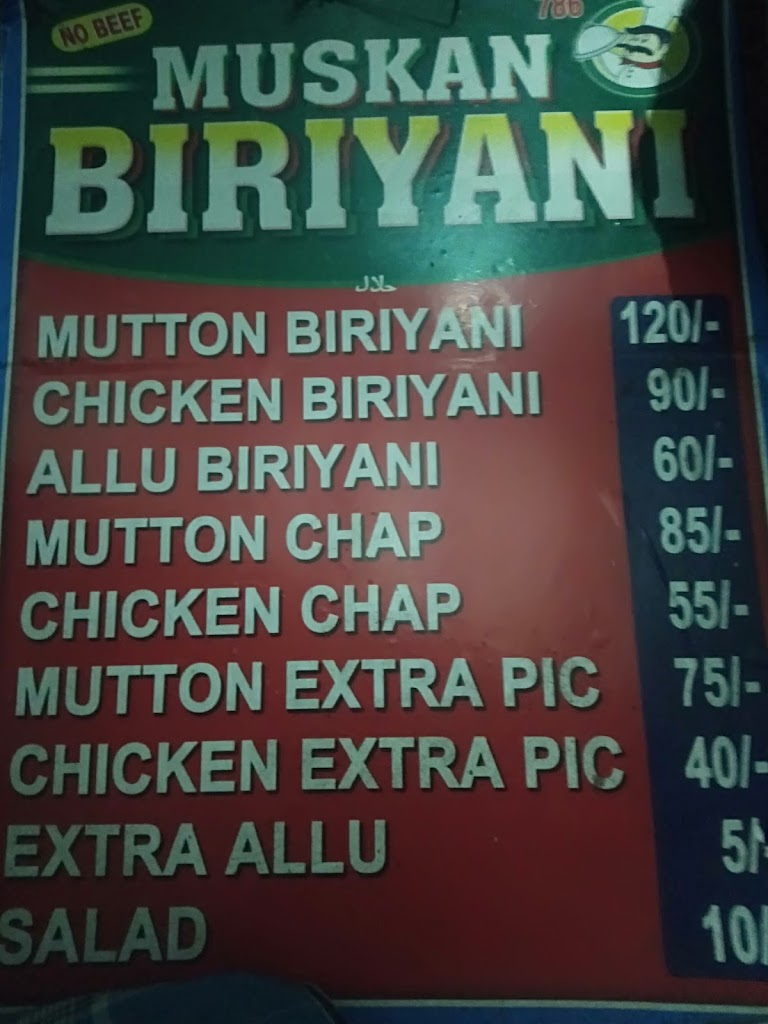 NO BEEF
786
MUSKAN
BIRIYANI
حلال
MUTTON BIRIYANI 120/-
CHICKEN BIRIYANI 90/-
ALLU BIRIYANI 60/-
MUTTON CHAP 85/-
CHICKEN CHAP 55/-
MUTTON EXTRA PIC 75/-
CHICKEN EXTRA PIC 40/-
EXTRA ALLU 5/-
SALAD 10/